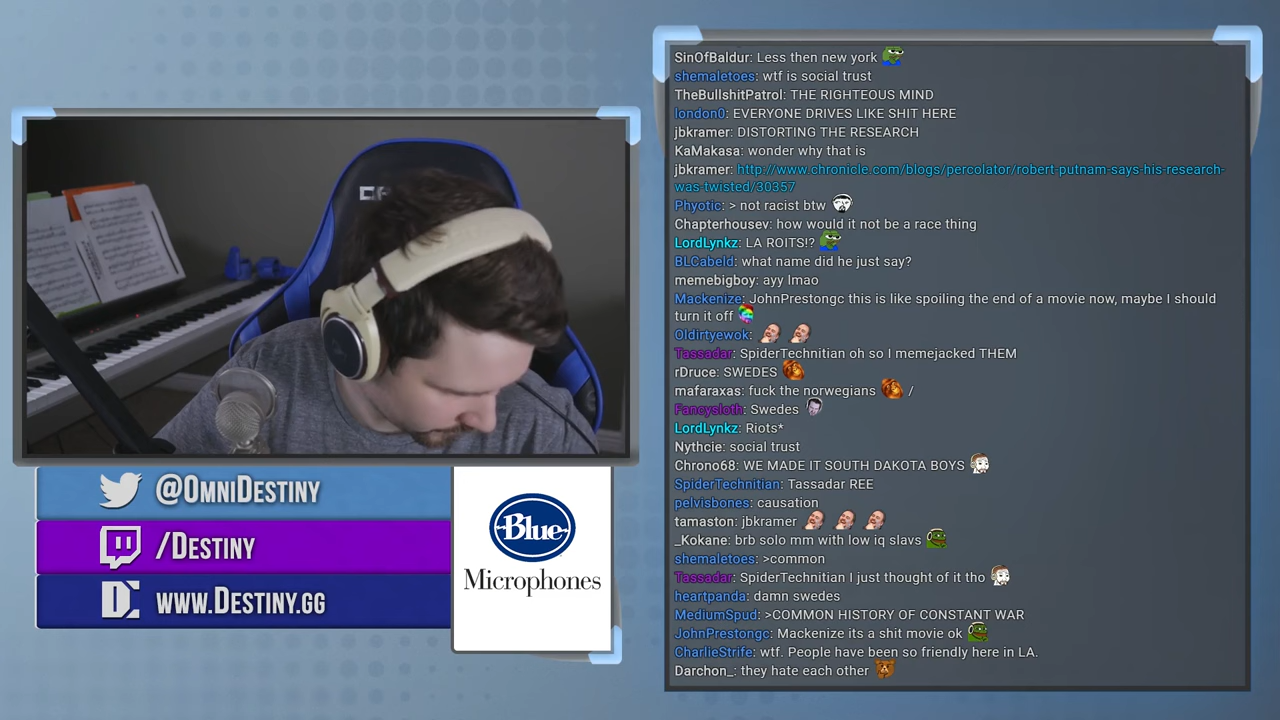 SinOfBaldur: Less then new york
shemaletoes: wtf is social trust
TheBullshitPatrol: THE RIGHTEOUS MIND
london0: EVERYONE DRIVES LIKE SHIT HERE
jbkramer: DISTORTING THE RESEARCH
KaMakasa: wonder why that is
jbkramer: http://www.chronicle.com/blogs/percolator/robert-putnam-says-his-research-
was-twisted/30357
Phyotic: > not racist btw
Chapterhousev: how would it not be a race thing
LordLynkz: LA ROITS!?
BLCabeld: what name did he just say?
memebigboy: ayy lmao
Mackenize: JohnPrestongc this is like spoiling the end of a movie now, maybe I should
turn it off
Oldirtyewok:
Tassadar: SpiderTechnitian oh so I memejacked THEM
rDruce: SWEDES
mafaraxas: fuck the norwegians /
Fancysloth: Swedes
LordLynkz: Riots*
Nythcie: social trust
Chrono68: WE MADE IT SOUTH DAKOTA BOYS
SpiderTechnitian: Tassadar REE
pelvisbones: causation
tamaston: jbkramer
_Kokane: brb solo mm with low iq slavs
shemaletoes: >common
Tassadar: SpiderTechnitian I just thought of it tho
heartpanda: damn swedes
MediumSpud: >COMMON HISTORY OF CONSTANT WAR
JohnPrestongc: Mackenize its a shit movie ok
CharlieStrife: wtf. People have been so friendly here in LA.
Darchon_: they hate each other
@OmniDestiny
/Destiny
www.Destiny.gg
Blue
Microphones